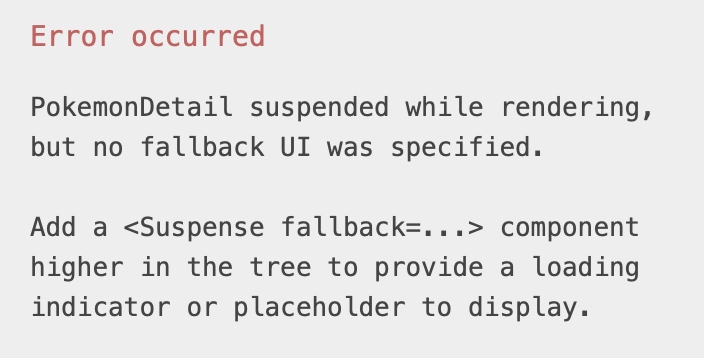 Error occurred
PokemonDetail suspended while rendering,
but no fallback UI was specified.
Add a <Suspense fallback=...> component
higher in the tree to provide a loading
indicator or placeholder to display.